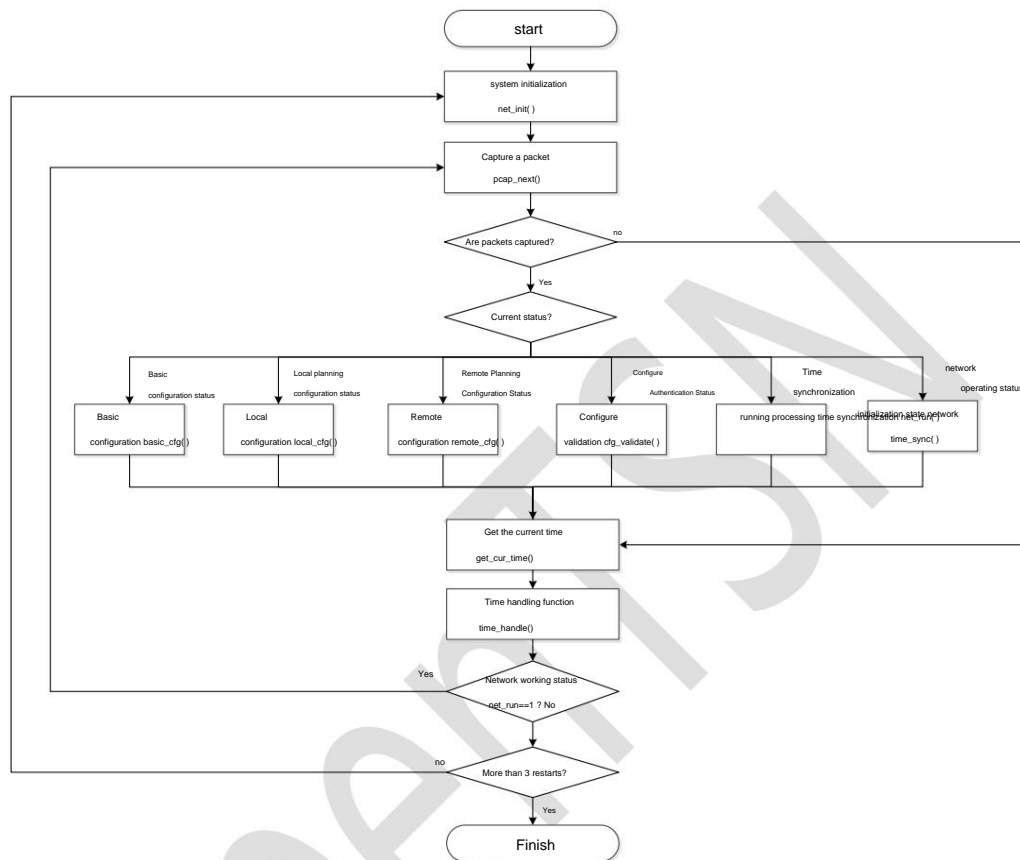 start
system initialization
net_init( )
Capture a packet
pcap_next()
Are packets captured?
no
Yes
Current status?
Basic
configuration status
Local planning
configuration status
Remote Planning
Configuration Status
Configure
Authentication Status
Time
synchronization
network
operating status
Basic
configuration basic_cfg( )
Local
configuration local_cfg( )
Remote
configuration remote_cfg( )
Configure
validation cfg_validate( )
running processing time synchronization net_run( )
initialization state network
time_sync( )
Get the current time
get_cur_time()
Time handling function
time_handle()
Yes
Network working status
net_run==1 ? No
no
More than 3 restarts?
Yes
Finish
enTSN